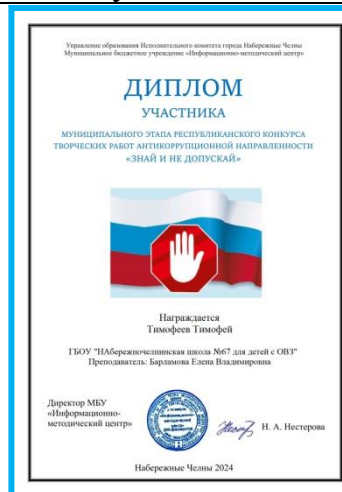 Управление образования Исполнительного комитета города Набережные Челны
Муниципальное бюджетное учреждение «Информационно-методический центр»
ДИПЛОМ
УЧАСТНИКА
МУНИЦИПАЛЬНОГО ЭТАПА РЕСПУБЛИКАНСКОГО КОНКУРСА
ТВОРЧЕСКИХ РАБОТ АНТИКОРРУПЦИОННОЙ НАПРАВЛЕННОСТИ
«ЗНАЙ И НЕ ДОПУСКАЙ»
Награждается
Тимофеев Тимофей
ГБОУ "НАбережночелнинская школа №67 для детей с ОВЗ"
Преподаватель: Барламова Елена Владимировна
Директор МБУ
«Информационно-
методический центр»
Н. А. Нестерова
Набережные Челны 2024